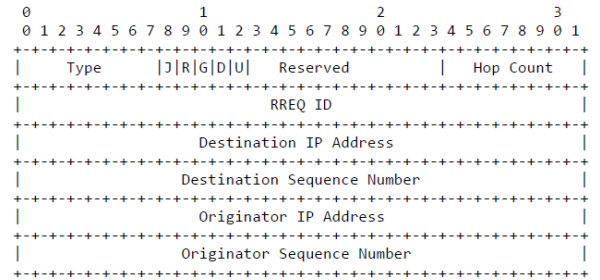 0                   1                   2                   3
0 1 2 3 4 5 6 7 8 9 0 1 2 3 4 5 6 7 8 9 0 1 2 3 4 5 6 7 8 9 0 1
+-+-+-+-+-+-+-+-+-+-+-+-+-+-+-+-+-+-+-+-+-+-+-+-+-+-+-+-+-+-+-+-+
|     Type      |J|R|G|D|U|   Reserved          |   Hop Count   |
+-+-+-+-+-+-+-+-+-+-+-+-+-+-+-+-+-+-+-+-+-+-+-+-+-+-+-+-+-+-+-+-+
|                            RREQ ID                            |
+-+-+-+-+-+-+-+-+-+-+-+-+-+-+-+-+-+-+-+-+-+-+-+-+-+-+-+-+-+-+-+-+
|                    Destination IP Address                     |
+-+-+-+-+-+-+-+-+-+-+-+-+-+-+-+-+-+-+-+-+-+-+-+-+-+-+-+-+-+-+-+-+
|                  Destination Sequence Number                  |
+-+-+-+-+-+-+-+-+-+-+-+-+-+-+-+-+-+-+-+-+-+-+-+-+-+-+-+-+-+-+-+-+
|                    Originator IP Address                      |
+-+-+-+-+-+-+-+-+-+-+-+-+-+-+-+-+-+-+-+-+-+-+-+-+-+-+-+-+-+-+-+-+
|                  Originator Sequence Number                   |
+-+-+-+-+-+-+-+-+-+-+-+-+-+-+-+-+-+-+-+-+-+-+-+-+-+-+-+-+-+-+-+-+